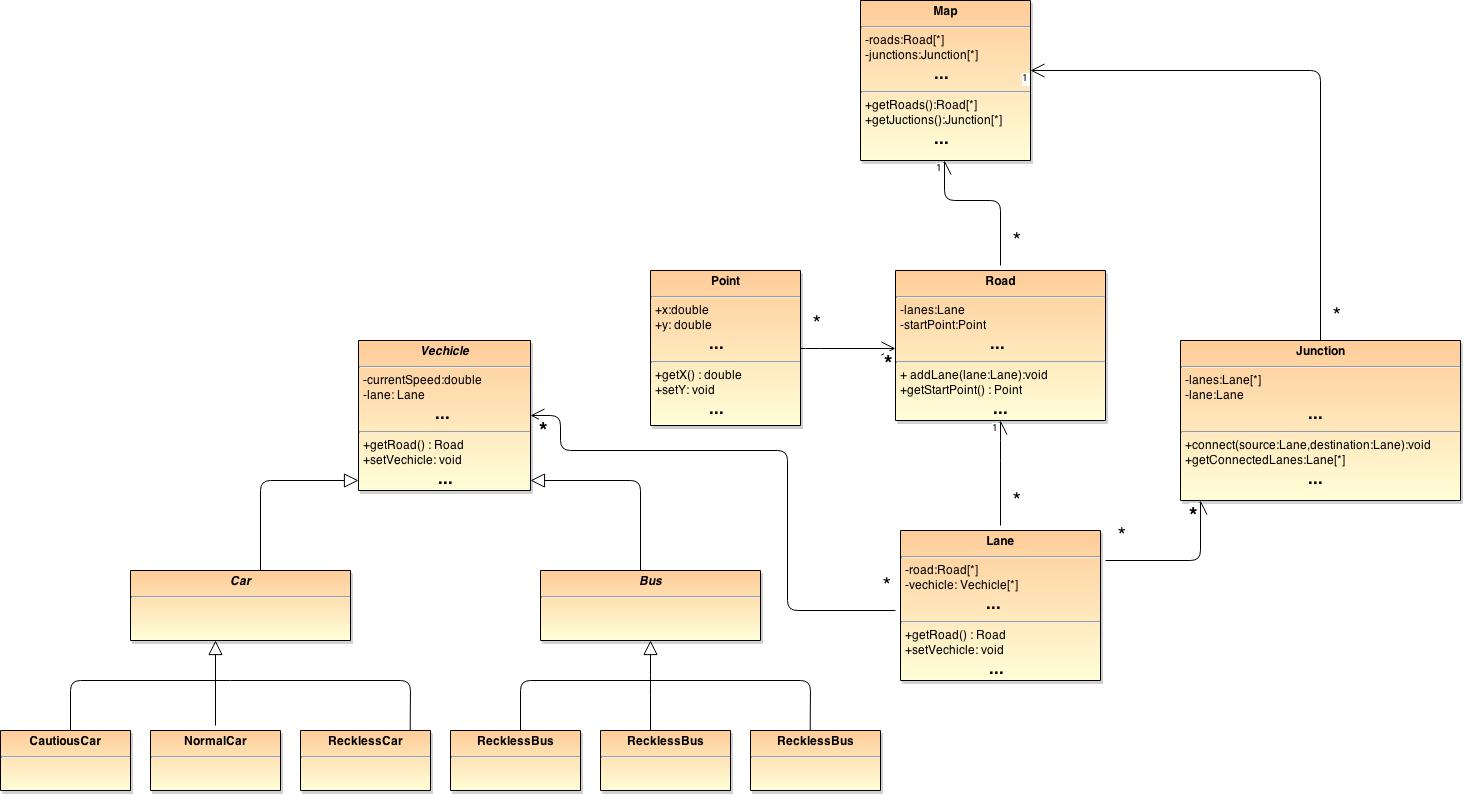 Map
-roads:Road[*]
-junctions:Junction[*]
...
+getRoads():Road[*]
+getJuctions():Junction[*]
...
1
1
*
*
Point
+x:double
+y: double
...
+getX() : double
+setY: void
...
*
*
Road
-lanes:Lane
-startPoint:Point
...
+ addLane(lane:Lane):void
+getStartPoint() : Point
...
1
*
Junction
-lanes:Lane[*]
-lane:Lane
...
+connect(source:Lane,destination:Lane):void
+getConnectedLanes:Lane[*]
...
*
*
Vechicle
-currentSpeed:double
-lane: Lane
...
+getRoad() : Road
+setVechicle: void
...
*
*
Lane
-road:Road[*]
-vechicle: Vechicle[*]
...
+getRoad() : Road
+setVechicle: void
...
Car
Bus
CautiousCar
NormalCar
RecklessCar
RecklessBus
RecklessBus
RecklessBus